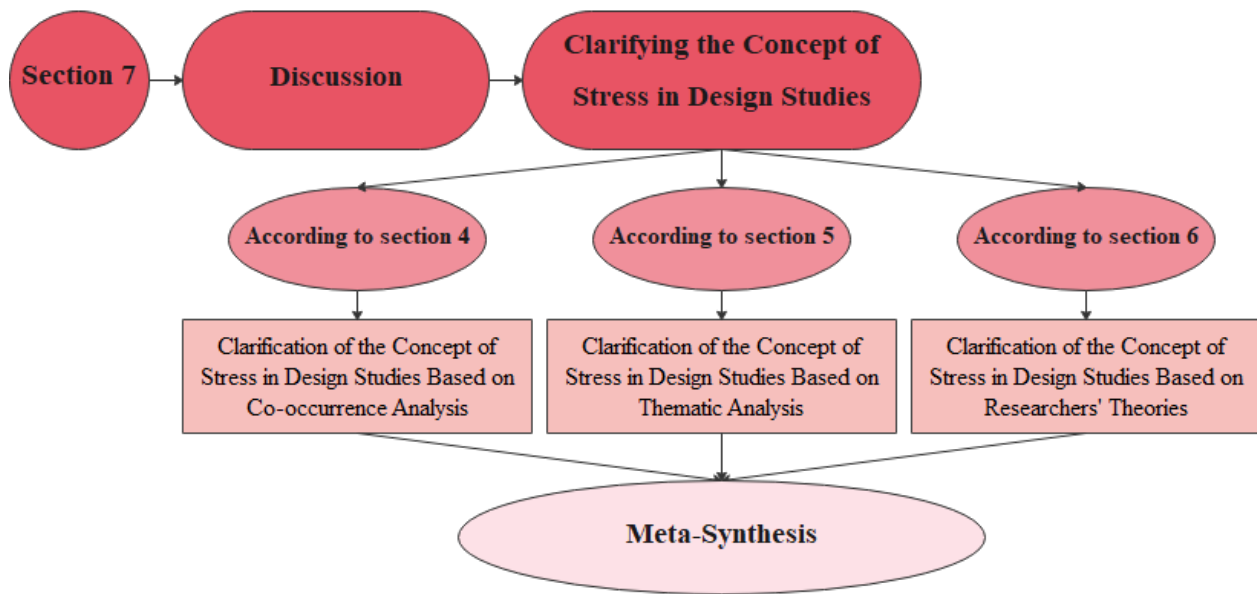 Section 7
Discussion
Clarifying the Concept of
Stress in Design Studies
According to section 4
According to section 5
According to section 6
Clarification of the Concept of
Stress in Design Studies Based on
Co-occurrence Analysis
Clarification of the Concept of
Stress in Design Studies Based on
Thematic Analysis
Clarification of the Concept of
Stress in Design Studies Based on
Researchers' Theories
Meta-Synthesis